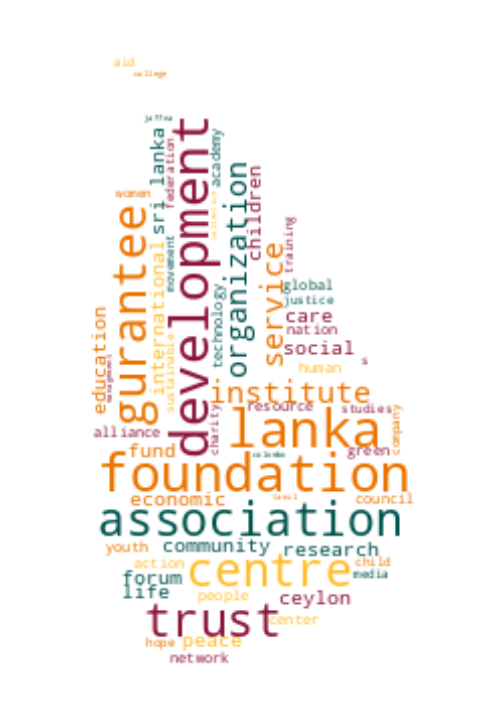 aid
college
jaffna
development
sri lanka
federation
academy
collective
organization
children
women
gurantee
international
movement
training
service
technology
global
justice
care
nation
social
s
human
education
management
sustainable
institute
resource
studies
company
charity
lanka
alliance
fund
colombo
green
foundation
economic
tamil
council
association
youth
community
research
action
centre
child
media
forum
life
people
ceylon
trust
center
hope
peace
network